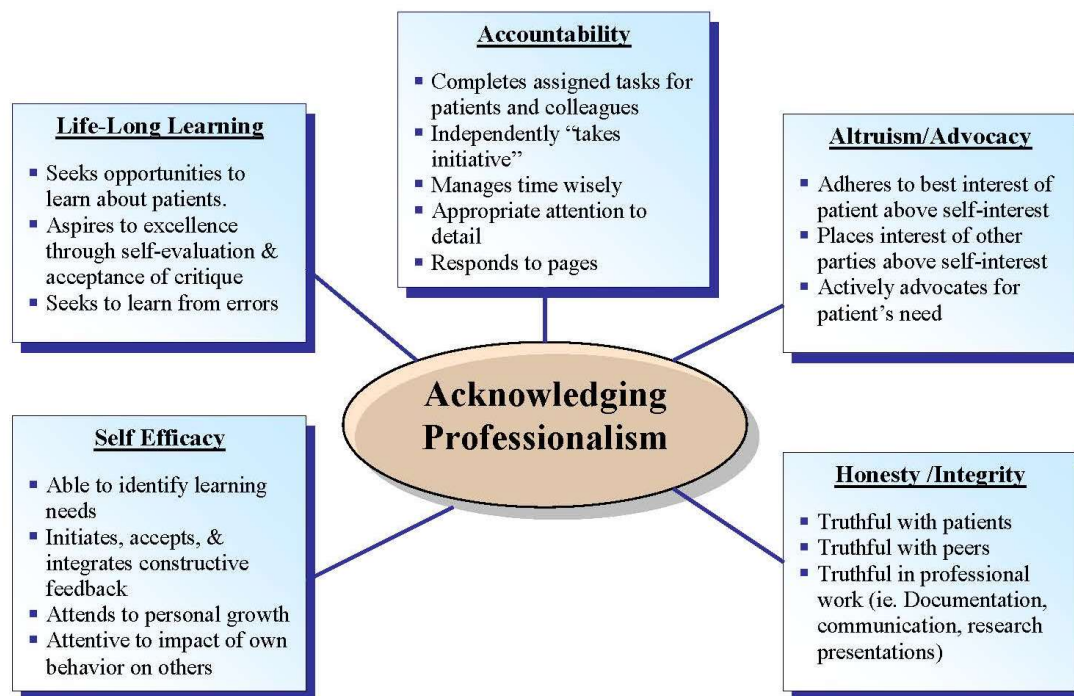 Accountability
▪ Completes assigned tasks for
patients and colleagues
▪ Independently “takes
initiative”
▪ Manages time wisely
▪ Appropriate attention to
detail
▪ Responds to pages
Life-Long Learning
▪ Seeks opportunities to
learn about patients.
▪ Aspires to excellence
through self-evaluation &
acceptance of critique
▪ Seeks to learn from errors
Altruism/Advocacy
▪ Adheres to best interest of
patient above self-interest
▪ Places interest of other
parties above self-interest
▪ Actively advocates for
patient’s need
Acknowledging
Professionalism
Self Efficacy
▪ Able to identify learning
needs
▪ Initiates, accepts, &
integrates constructive
feedback
▪ Attends to personal growth
▪ Attentive to impact of own
behavior on others
Honesty /Integrity
▪ Truthful with patients
▪ Truthful with peers
▪ Truthful in professional
work (ie. Documentation,
communication, research
presentations)